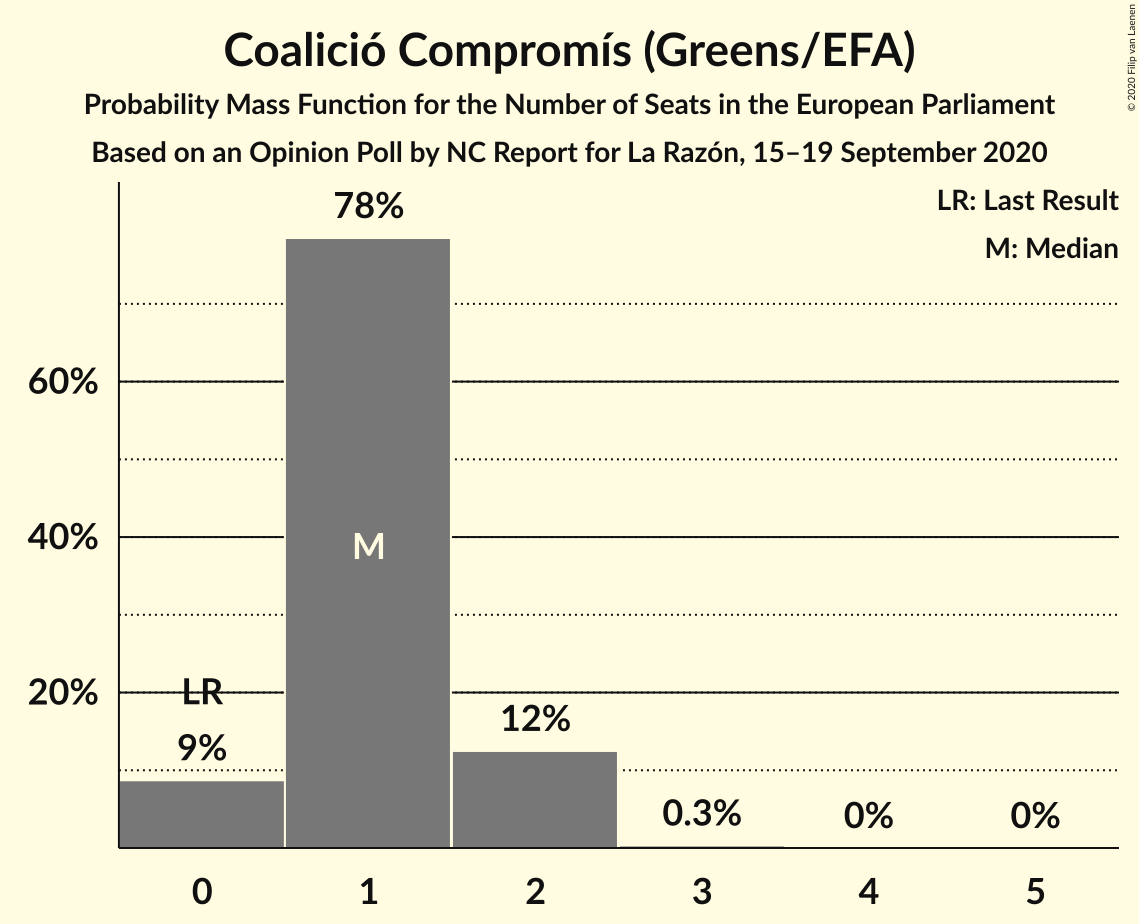 Coalició Compromís (Greens/EFA)
Probability Mass Function for the Number of Seats in the European Parliament
Based on an Opinion Poll by NC Report for La Razón, 15–19 September 2020
© 2020 Filip van Laenen
LR: Last Result
M: Median
78%
60%
40%
M
20%
LR
9%
12%
0.3%
0%
0%
0
1
2
3
4
5